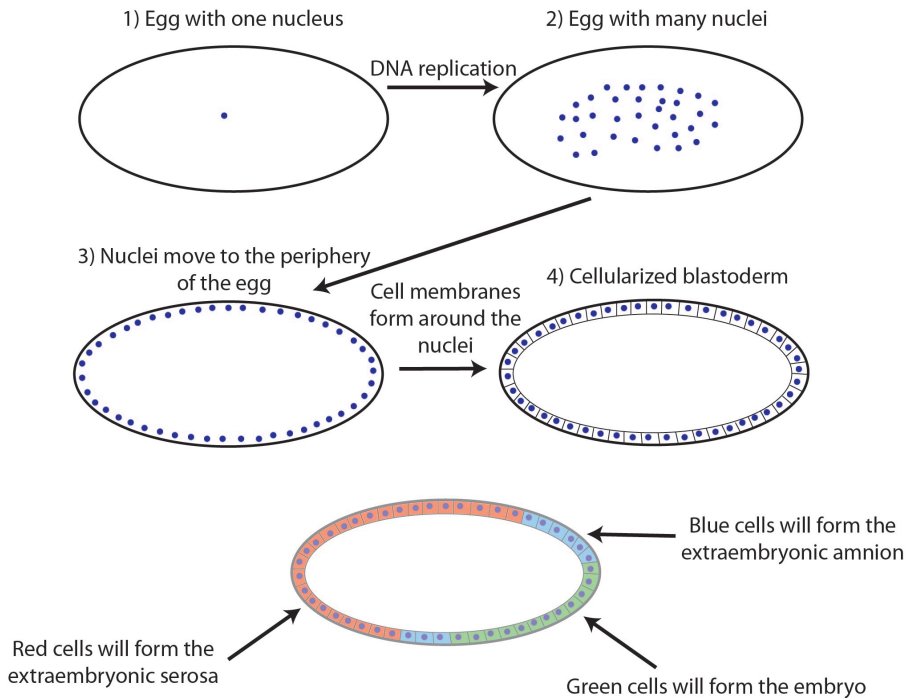 1) Egg with one nucleus
2) Egg with many nuclei
DNA replication
3) Nuclei move to the periphery
of the egg
Cell membranes
form around the
nuclei
4) Cellularized blastoderm
Blue cells will form the
extraembryonic amnion
Red cells will form the
extraembryonic serosa
Green cells will form the embryo